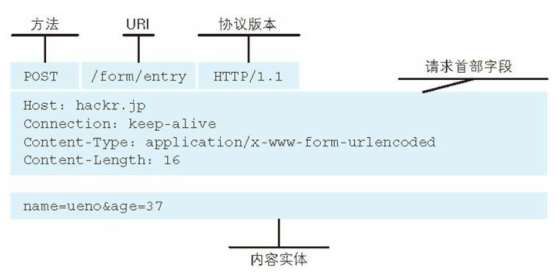 方法 URI 协议版本
POST /form/entry HTTP/1.1
请求首部字段
Host: hackr.jp
Connection: keep-alive
Content-Type: application/x-www-form-urlencoded
Content-Length: 16
name=ueno&age=37
内容实体